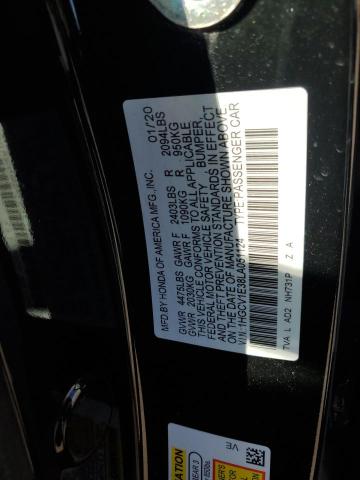 MFD.BY HONDA OF AMERICA MFG.,INC. 01/20
GVWR 4475LBS GAWR F 2403LBS R 2094LBS
GVWR 2030KG GAWR F 1090KG R 950KG
THIS VEHICLE CONFORMS TO ALL APPLICABLE
FEDERAL MOTOR VEHICLE SAFETY, BUMPER,
AND THEFT PREVENTION STANDARDS IN EFFECT
ON THE DATE OF MANUFACTURE SHOWN ABOVE.
V.I.N.:1HGCV1E38LA051124 TYPE:PASSENGER CAR
TVA L AD2 NH731P Z A